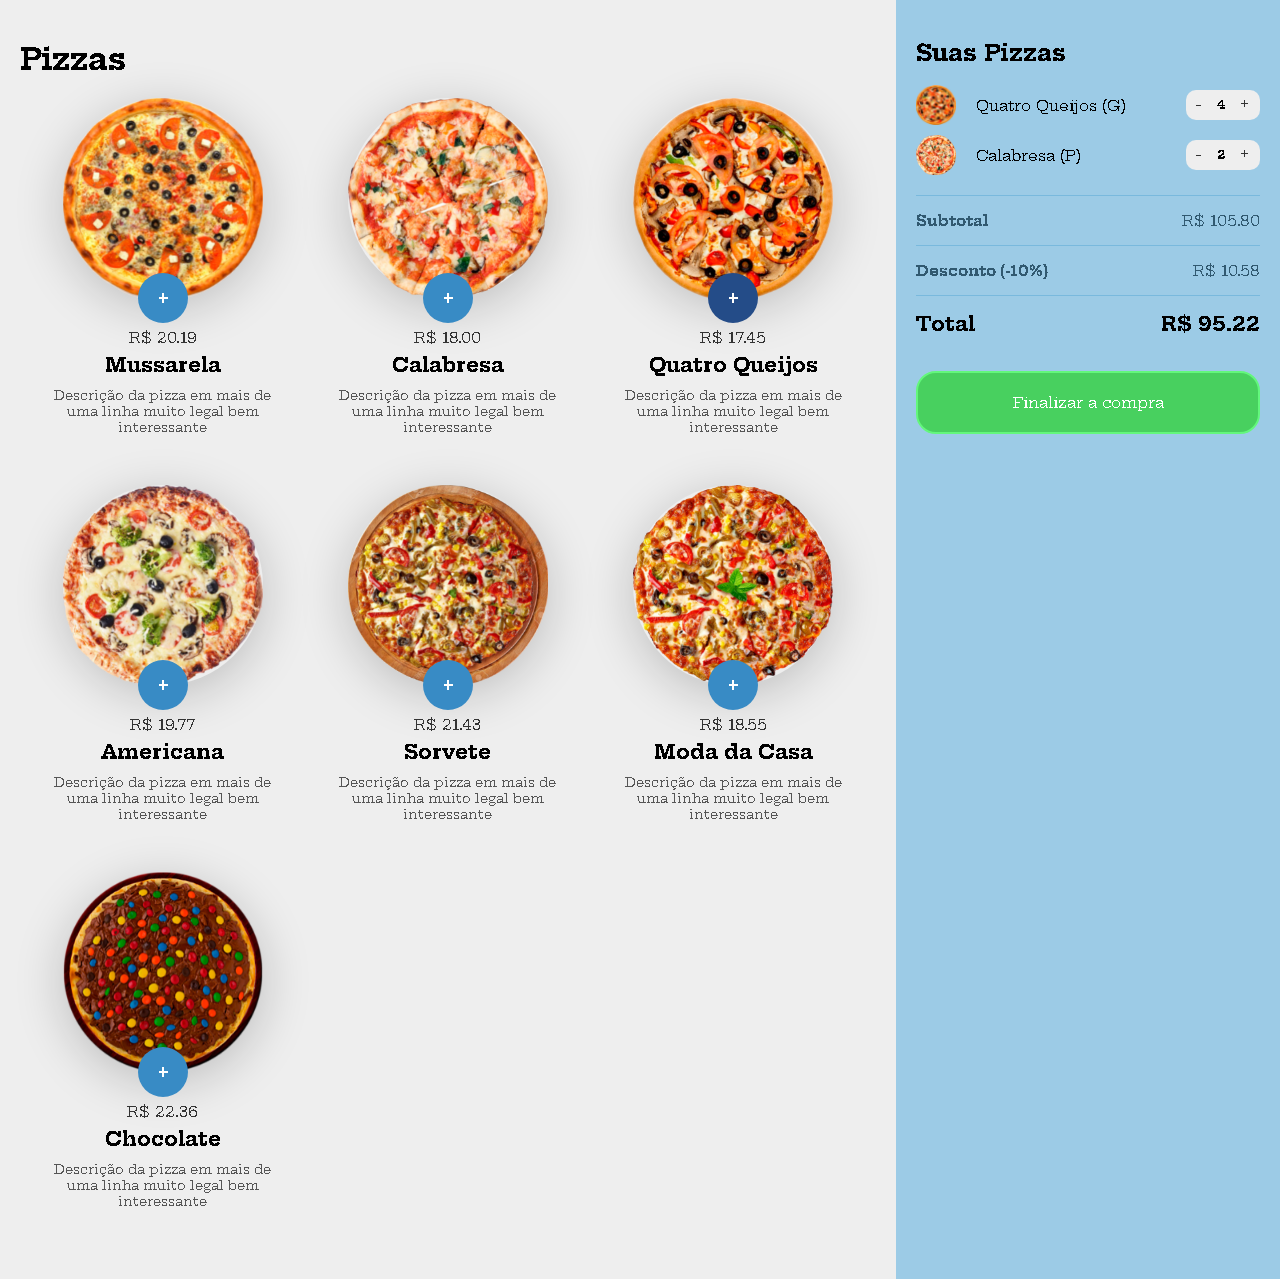 Pizzas
+
R$ 20.19
Mussarela
Descrição da pizza em mais de
uma linha muito legal bem
interessante
+
R$ 18.00
Calabresa
Descrição da pizza em mais de
uma linha muito legal bem
interessante
+
R$ 17.45
Quatro Queijos
Descrição da pizza em mais de
uma linha muito legal bem
interessante
+
R$ 19.77
Americana
Descrição da pizza em mais de
uma linha muito legal bem
interessante
+
R$ 21.43
Sorvete
Descrição da pizza em mais de
uma linha muito legal bem
interessante
+
R$ 18.55
Moda da Casa
Descrição da pizza em mais de
uma linha muito legal bem
interessante
+
R$ 22.36
Chocolate
Descrição da pizza em mais de
uma linha muito legal bem
interessante
Suas Pizzas
Quatro Queijos (G) - 4 +
Calabresa (P) - 2 +
Subtotal R$ 105.80
Desconto (-10%) R$ 10.58
Total R$ 95.22
Finalizar a compra